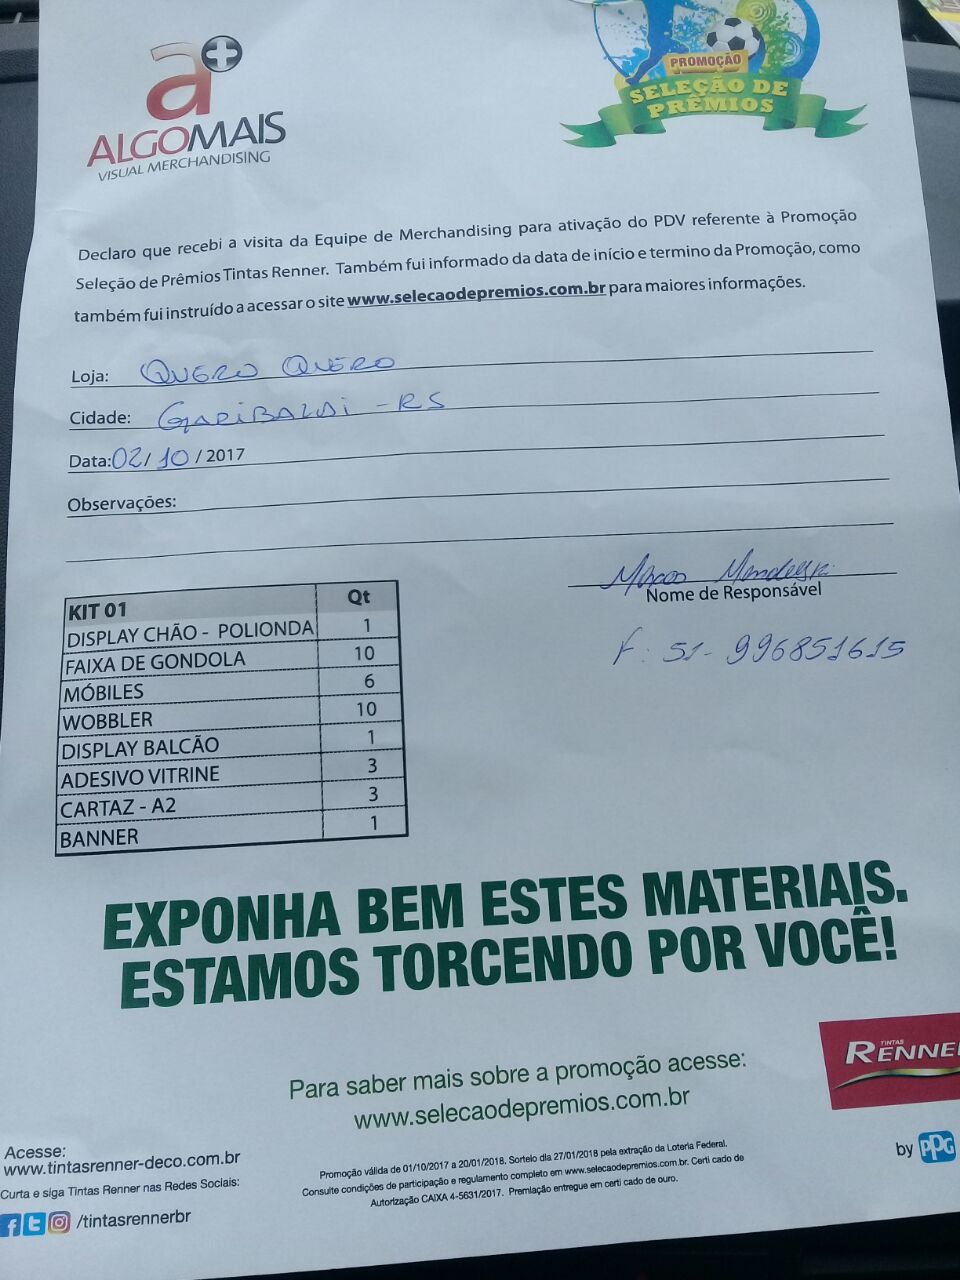 a+
ALGOMAIS
VISUAL MERCHANDISING
PROMOÇÃO
SELEÇÃO DE
PRÊMIOS
Declaro que recebi a visita da Equipe de Merchandising para ativação do PDV referente à Promoção
Seleção de Prêmios Tintas Renner. Também fui informado da data de início e termino da Promoção, como
também fui instruído a acessar o site www.selecaodepremios.com.br para maiores informações.
Loja: QUERO QUERO
Cidade: GARIBALDI - RS
Data: 02/10/2017
Observações:
Nome de Responsável
F: 51-996851615
KIT 01 Qt
DISPLAY CHÃO - POLIONDA 1
FAIXA DE GONDOLA 10
MÓBILES 6
WOBBLER 10
DISPLAY BALCÃO 1
ADESIVO VITRINE 3
CARTAZ - A2 3
BANNER 1
EXPONHA BEM ESTES MATERIAIS.
ESTAMOS TORCENDO POR VOCÊ!
TINTAS
RENNE
Para saber mais sobre a promoção acesse:
www.selecaodepremios.com.br
by PPG
Acesse:
www.tintasrenner-deco.com.br
Curta e siga Tintas Renner nas Redes Sociais:
/tintasrennerbr
Promoção válida de 01/10/2017 a 20/01/2018. Sorteio dia 27/01/2018 pela extração da Loteria Federal.
Consulte condições de participação e regulamento completo em www.selecaodepremios.com.br. Certi cado de
Autorização CAIXA 4-5631/2017. Premiação entregue em certi cado de ouro.